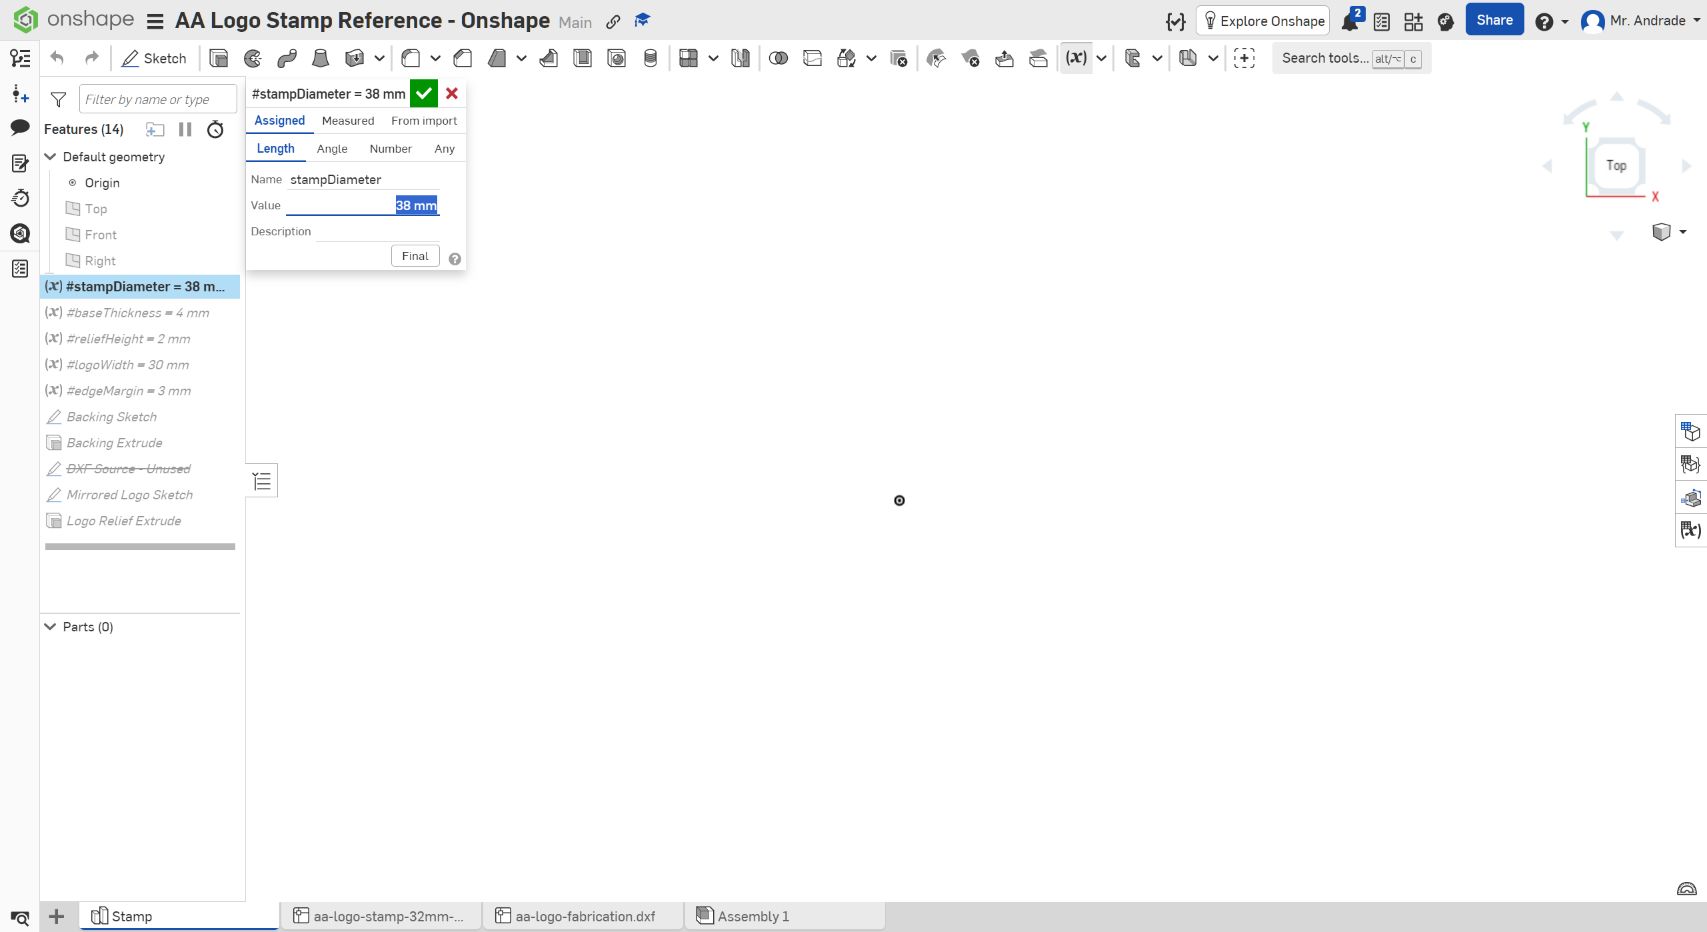 onshape AA Logo Stamp Reference - Onshape Main
2 Explore Onshape Share Mr. Andrade
Sketch (x) Search tools... alt/⌥ c
Filter by name or type
Features (14)
Default geometry
Origin
Top
Front
Right
(x) #stampDiameter = 38 m...
(x) #baseThickness = 4 mm
(x) #reliefHeight = 2 mm
(x) #logoWidth = 30 mm
(x) #edgeMargin = 3 mm
Backing Sketch
Backing Extrude
DXF Source - Unused
Mirrored Logo Sketch
Logo Relief Extrude
Parts (0)
#stampDiameter = 38 mm
Assigned Measured From import
Length Angle Number Any
Name stampDiameter
Value 38 mm
Description
Final
Y
Top
X
(x)
Stamp aa-logo-stamp-32mm-... aa-logo-fabrication.dxf Assembly 1